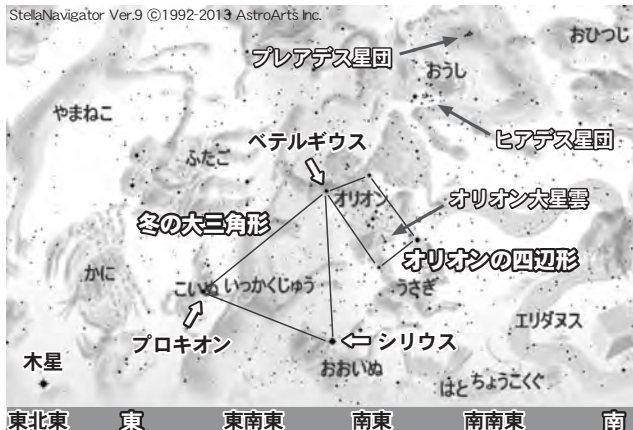 StellaNavigator Ver.9 ©1992-2013 AstroArts Inc.
プレアデス星団
おひつじ
おうし
やまねこ
ヒアデス星団
ベテルギウス
ふたご
オリオン
オリオン大星雲
冬の大三角形
オリオンの四辺形
かに
こいぬ
いっかくじゅう
うさぎ
エリダヌス
プロキオン
シリウス
木星
おおいぬ
はと
ちょうこくぐ
東北東
東
東南東
南東
南南東
南